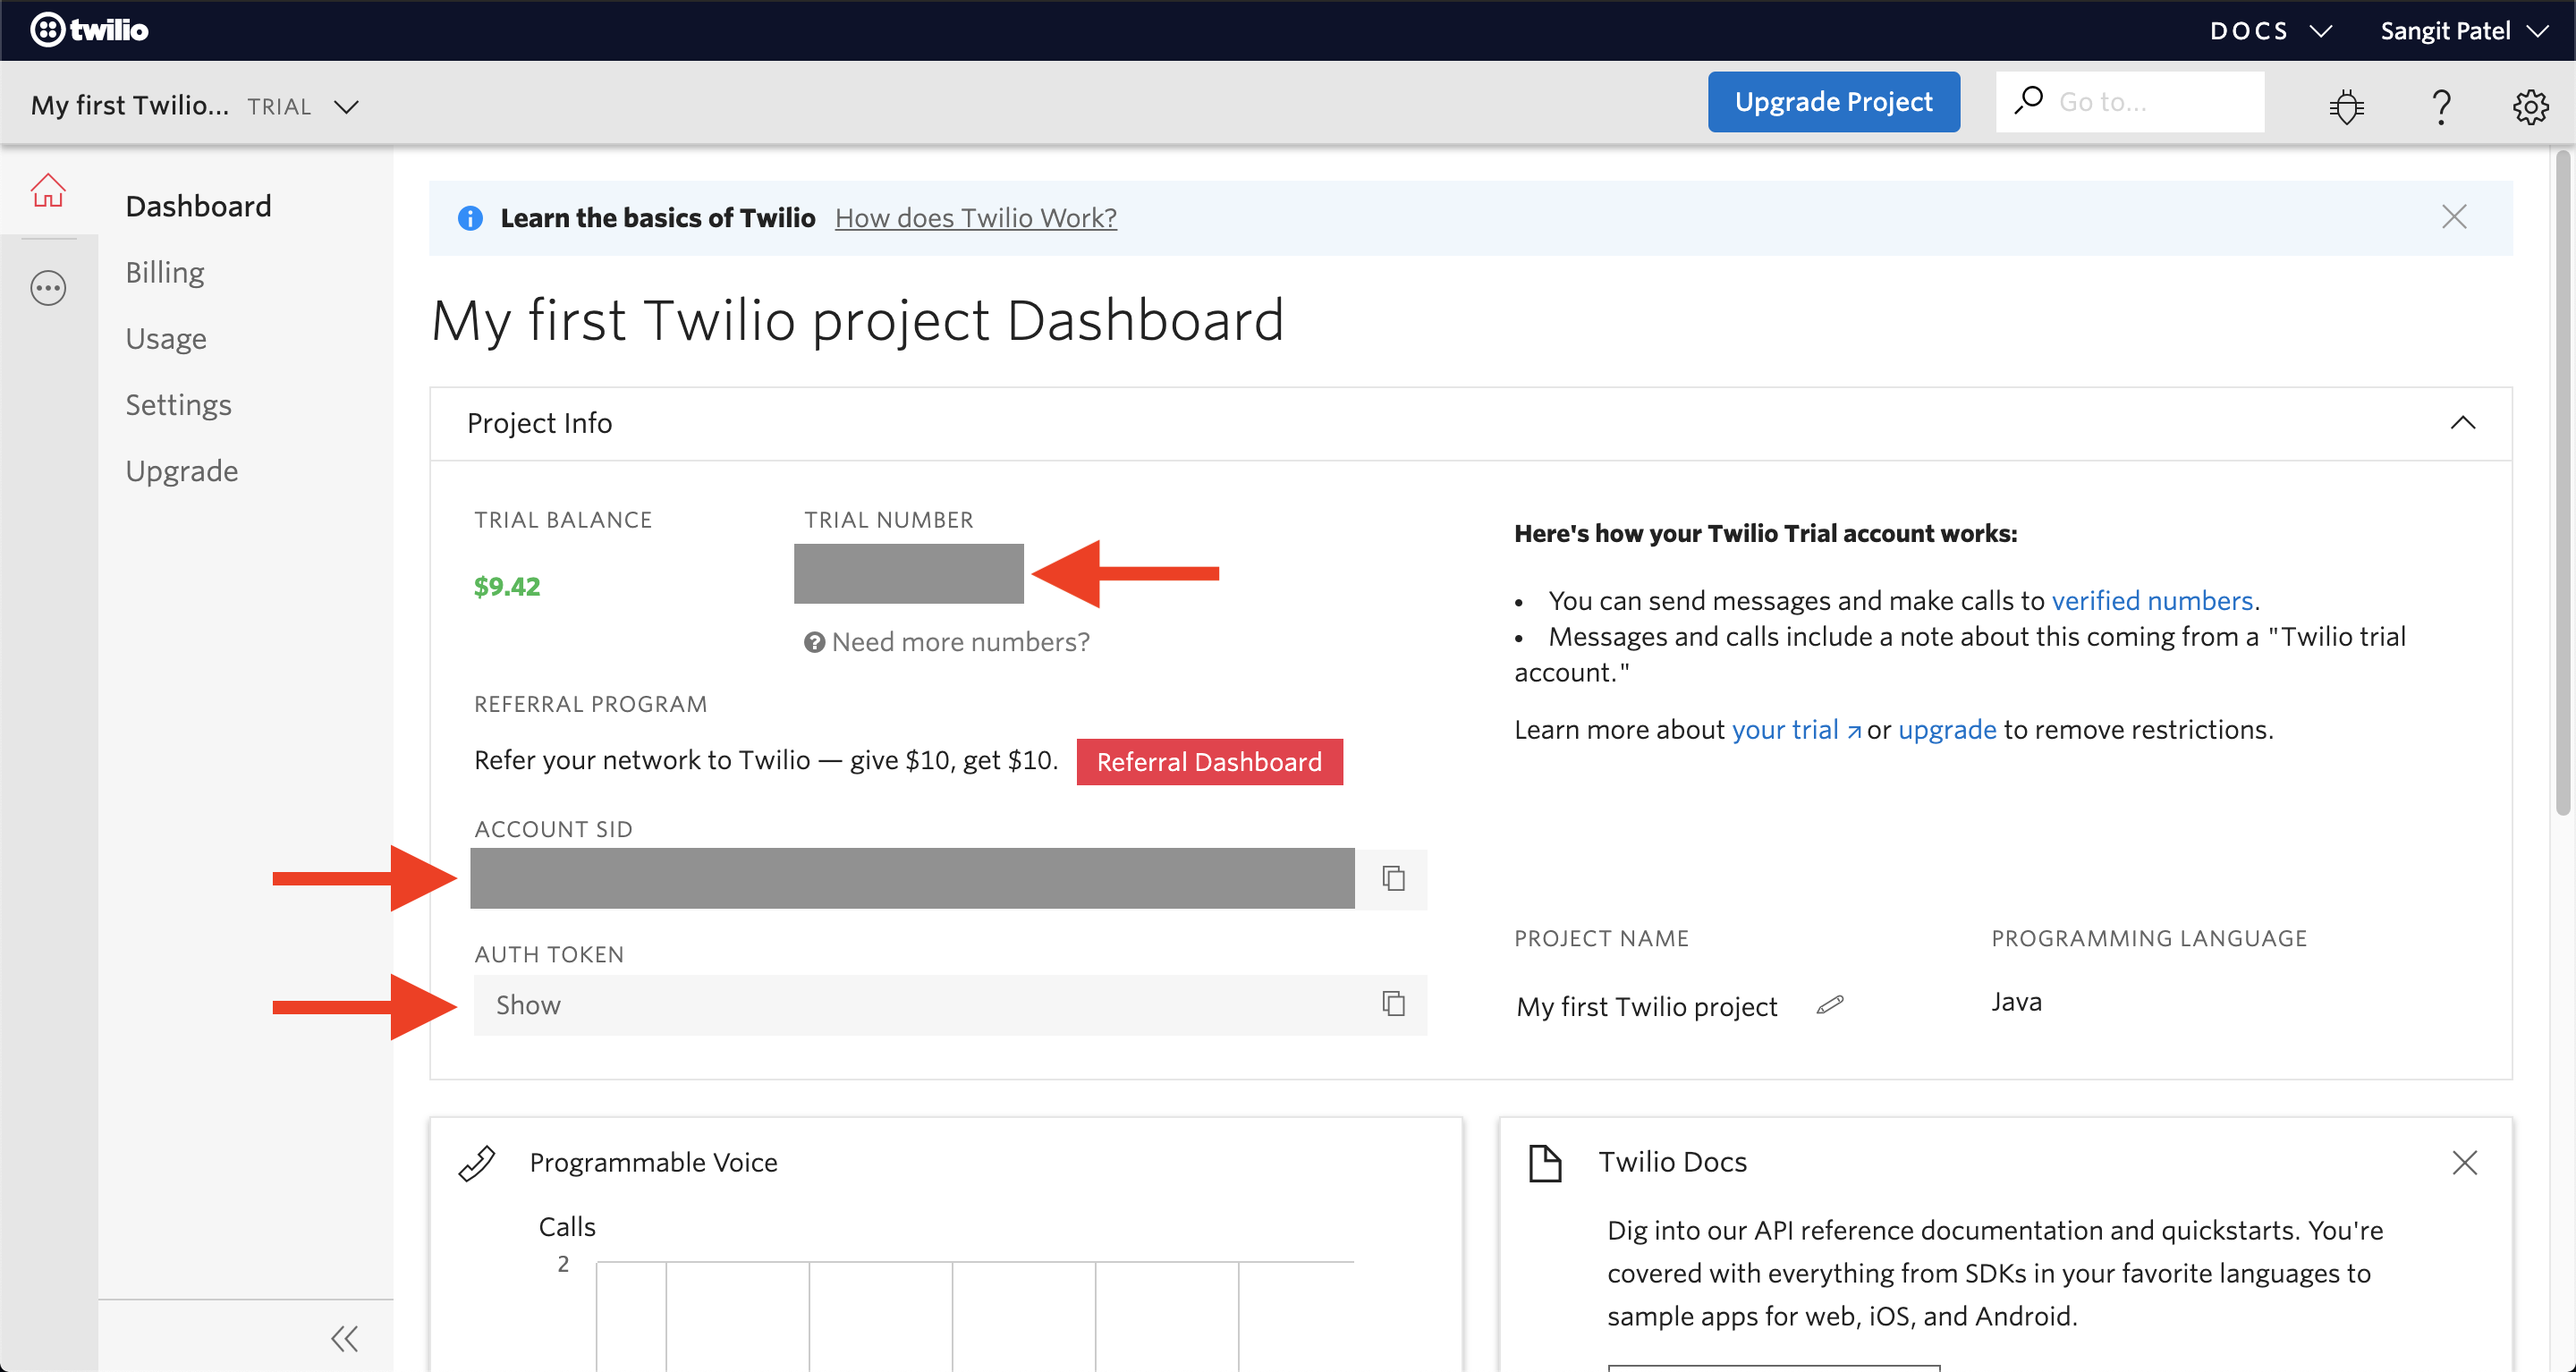 twilio
DOCS
Sangit Patel
My first Twilio... TRIAL
Upgrade Project
Go to...
Dashboard
Billing
Usage
Settings
Upgrade
Learn the basics of Twilio How does Twilio Work?
My first Twilio project Dashboard
Project Info
TRIAL BALANCE
$9.42
TRIAL NUMBER
Need more numbers?
REFERRAL PROGRAM
Refer your network to Twilio — give $10, get $10. Referral Dashboard
ACCOUNT SID
AUTH TOKEN
Show
Here's how your Twilio Trial account works:
• You can send messages and make calls to verified numbers.
• Messages and calls include a note about this coming from a "Twilio trial
account."
Learn more about your trial or upgrade to remove restrictions.
PROJECT NAME
My first Twilio project
PROGRAMMING LANGUAGE
Java
Programmable Voice
Calls
2
Twilio Docs
Dig into our API reference documentation and quickstarts. You're
covered with everything from SDKs in your favorite languages to
sample apps for web, iOS, and Android.